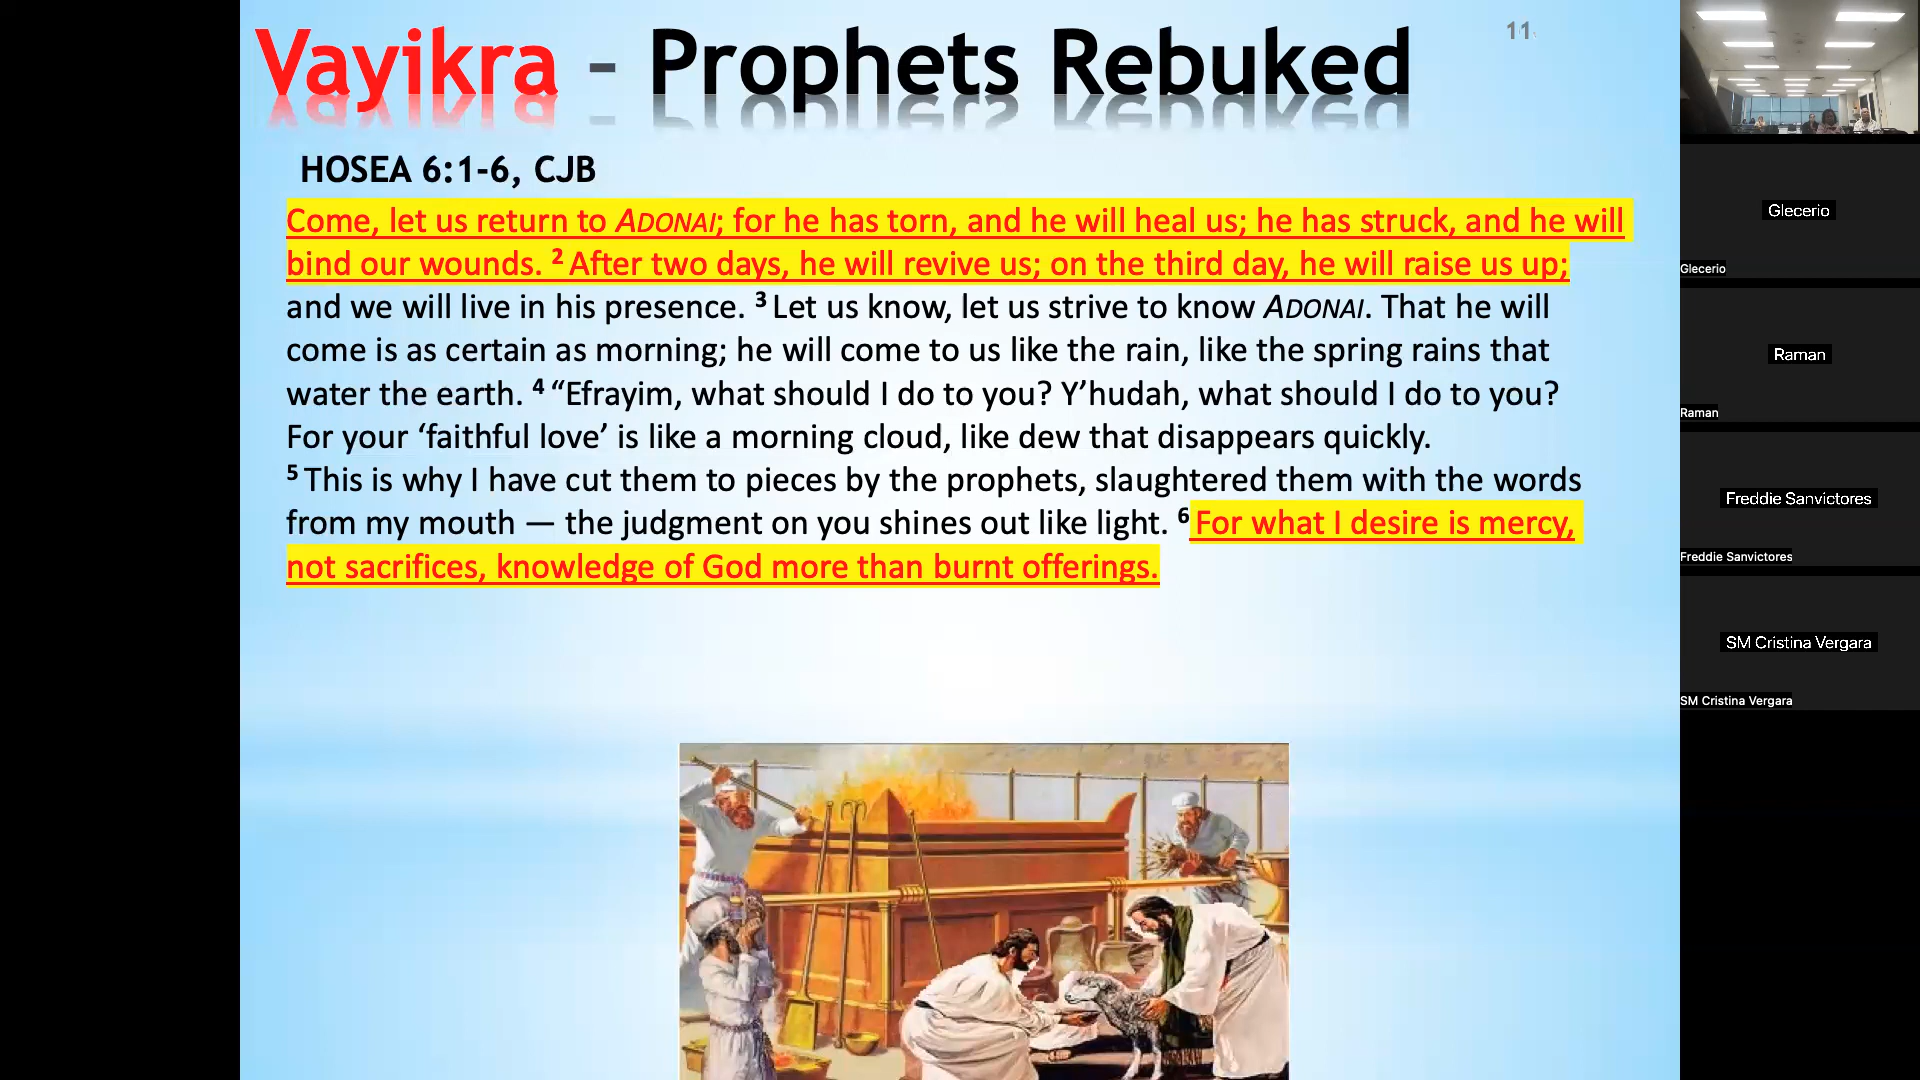 Vayikra - Prophets Rebuked
11
HOSEA 6:1-6, CJB
Come, let us return to ADONAI; for he has torn, and he will heal us; he has struck, and he will
bind our wounds. 2 After two days, he will revive us; on the third day, he will raise us up;
and we will live in his presence. 3 Let us know, let us strive to know ADONAI. That he will
come is as certain as morning; he will come to us like the rain, like the spring rains that
water the earth. 4 “Efrayim, what should I do to you? Y’hudah, what should I do to you?
For your ‘faithful love’ is like a morning cloud, like dew that disappears quickly.
5 This is why I have cut them to pieces by the prophets, slaughtered them with the words
from my mouth — the judgment on you shines out like light. 6 For what I desire is mercy,
not sacrifices, knowledge of God more than burnt offerings.
Glecerio
Glecerio
Raman
Raman
Freddie Sanvictores
Freddie Sanvictores
SM Cristina Vergara
SM Cristina Vergara